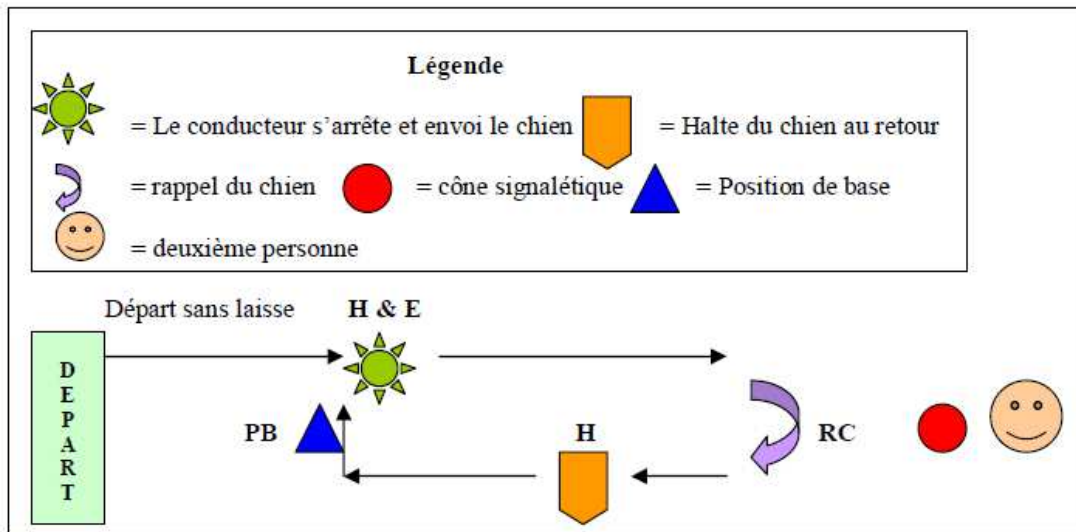 Légende
= Le conducteur s’arrête et envoi le chien = Halte du chien au retour
= rappel du chien = cône signalétique = Position de base
= deuxième personne
Départ sans laisse H & E
DEPART
PB H RC